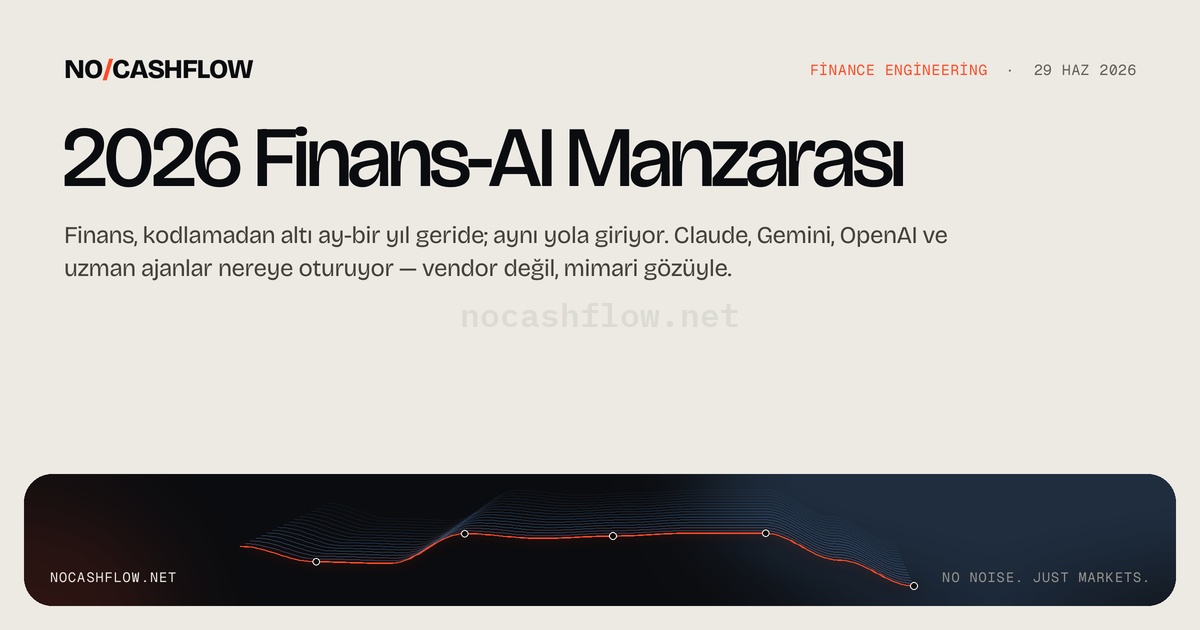 NO/CASHFLOW
FİNANCE ENGİNEERİNG · 29 HAZ 2026
2026 Finans-AI Manzarası
Finans, kodlamadan altı ay-bir yıl geride; aynı yola giriyor. Claude, Gemini, OpenAI ve
uzman ajanlar nereye oturuyor — vendor değil, mimari gözüyle.
nocashflow.net
NOCASHFLOW.NET
NO NOISE. JUST MARKETS.